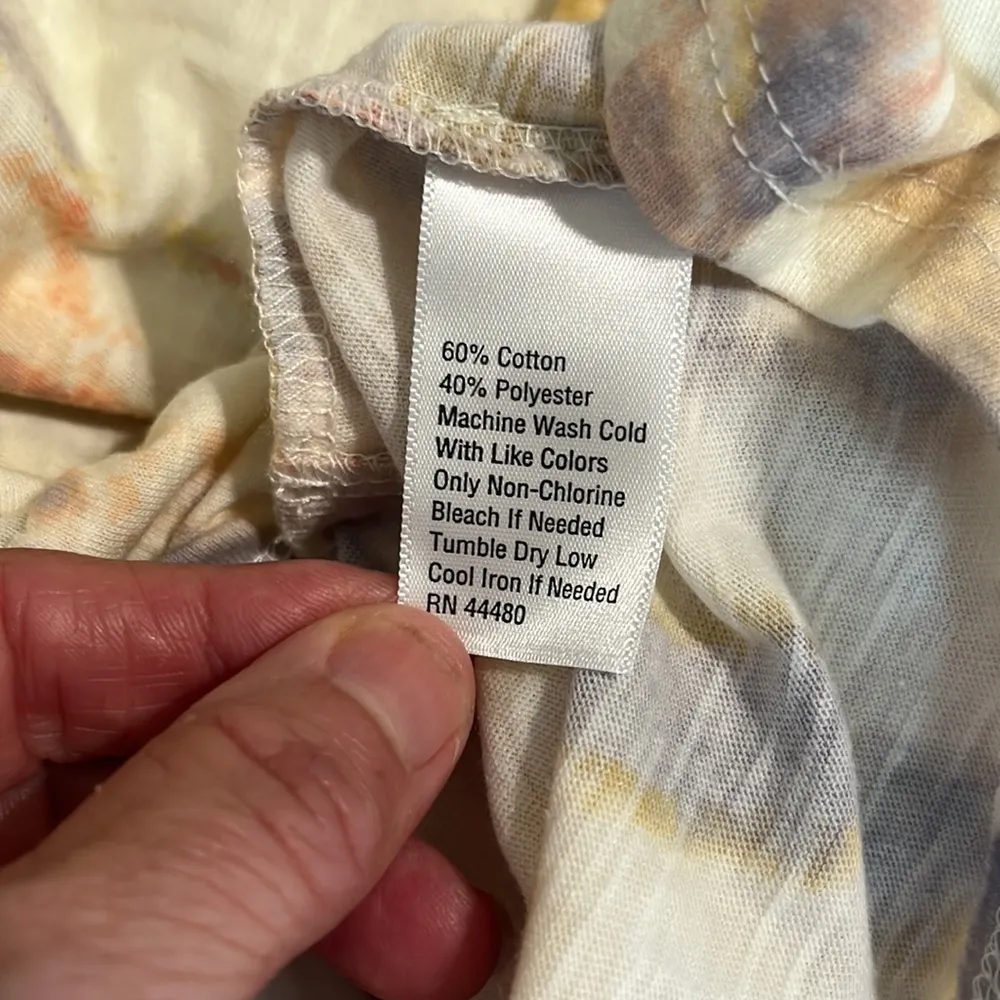 60% Cotton
40% Polyester
Machine Wash Cold
With Like Colors
Only Non-Chlorine
Bleach If Needed
Tumble Dry Low
Cool Iron If Needed
RN 44480